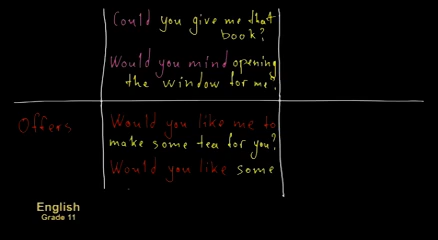 Could you give me that
book?
Would you mind opening
the window for me?
Offers
Would you like me to
make some tea for you?
Would you like some
English
Grade 11